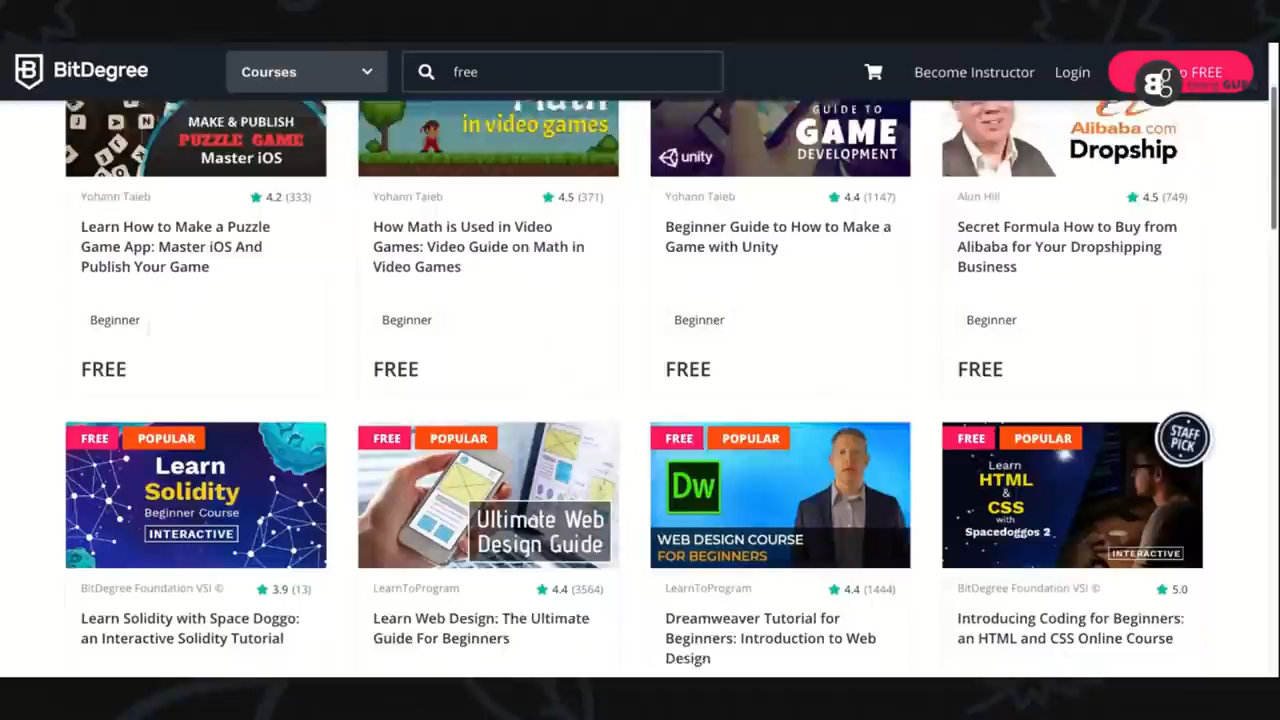 BitDegree
Courses
free
Become Instructor
Login
FREE
MAKE & PUBLISH
PUZZLE GAME
Master iOS
Math
in video games
unity
GUIDE TO
GAME
DEVELOPMENT
Alibaba.com
Dropship
Yohann Taieb
4.2 (333)
Yohann Taieb
4.5 (371)
Yohann Taieb
4.4 (1147)
Alun Hill
4.5 (749)
Learn How to Make a Puzzle
Game App: Master iOS And
Publish Your Game
How Math is Used in Video
Games: Video Guide on Math in
Video Games
Beginner Guide to How to Make a
Game with Unity
Secret Formula How to Buy from
Alibaba for Your Dropshipping
Business
Beginner
Beginner
Beginner
Beginner
FREE
FREE
FREE
FREE
FREE
POPULAR
Learn
Solidity
Beginner Course
INTERACTIVE
FREE
POPULAR
Ultimate Web
Design Guide
FREE
POPULAR
Dw
WEB DESIGN COURSE
FOR BEGINNERS
FREE
POPULAR
STAFF
PICK
Learn
HTML
&
CSS
with
Spacedoggos 2
INTERACTIVE
BitDegree Foundation VSI ©
3.9 (13)
LearnToProgram
4.4 (3564)
LearnToProgram
4.4 (1444)
BitDegree Foundation VSI ©
5.0
Learn Solidity with Space Doggo:
an Interactive Solidity Tutorial
Learn Web Design: The Ultimate
Guide For Beginners
Dreamweaver Tutorial for
Beginners: Introduction to Web
Design
Introducing Coding for Beginners:
an HTML and CSS Online Course